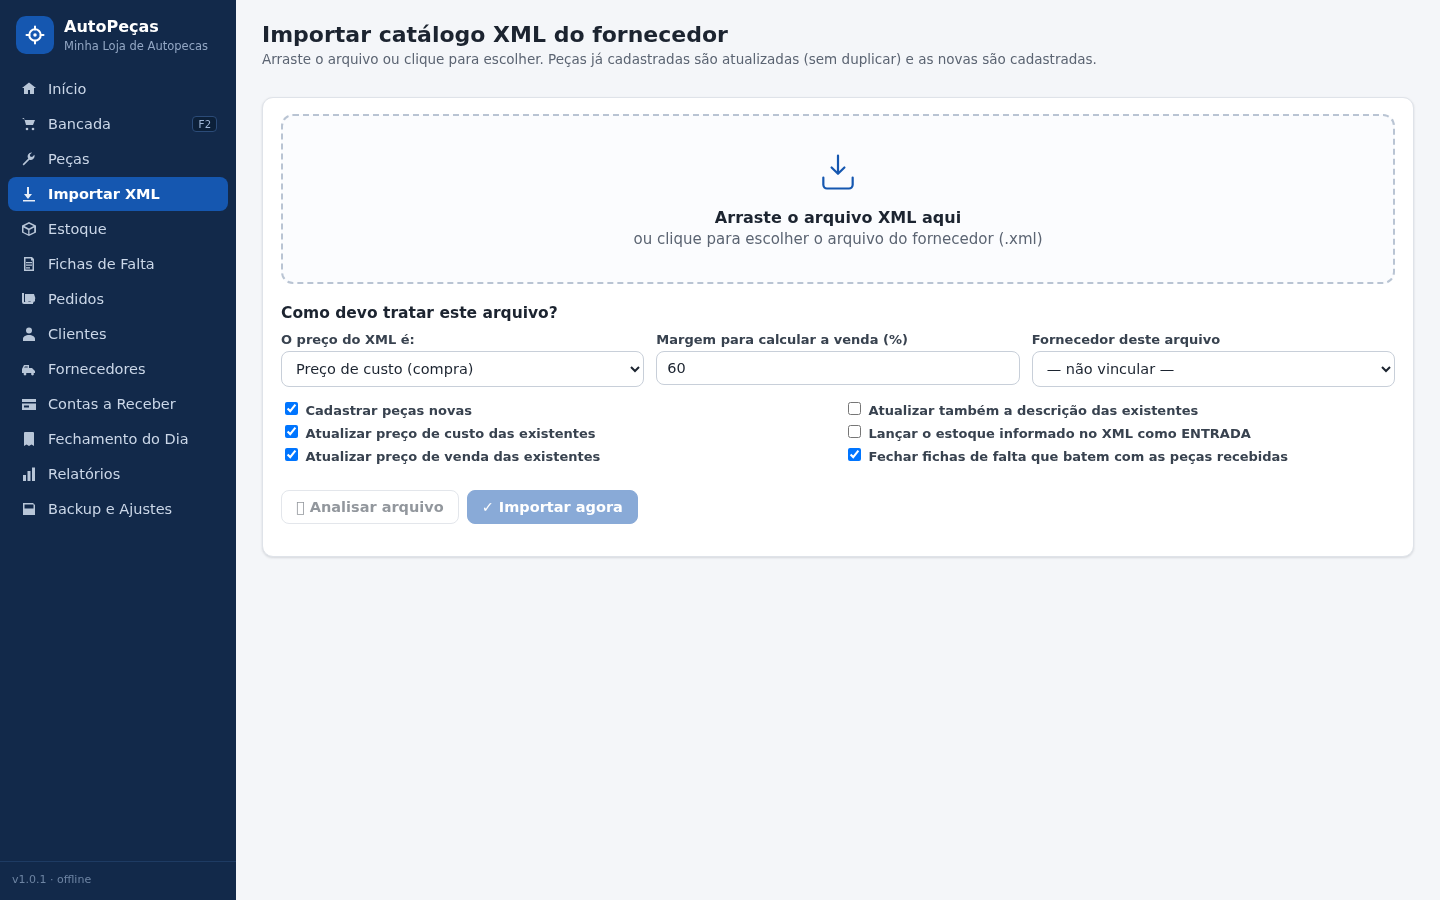 AutoPeças
Minha Loja de Autopecas
Início
Bancada F2
Peças
Importar XML
Estoque
Fichas de Falta
Pedidos
Clientes
Fornecedores
Contas a Receber
Fechamento do Dia
Relatórios
Backup e Ajustes
v1.0.1 · offline
Importar catálogo XML do fornecedor
Arraste o arquivo ou clique para escolher. Peças já cadastradas são atualizadas (sem duplicar) e as novas são cadastradas.
Arraste o arquivo XML aqui
ou clique para escolher o arquivo do fornecedor (.xml)
Como devo tratar este arquivo?
O preço do XML é:
Preço de custo (compra)
Margem para calcular a venda (%)
60
Fornecedor deste arquivo
— não vincular —
Cadastrar peças novas
Atualizar preço de custo das existentes
Atualizar preço de venda das existentes
Atualizar também a descrição das existentes
Lançar o estoque informado no XML como ENTRADA
Fechar fichas de falta que batem com as peças recebidas
Analisar arquivo
✓ Importar agora